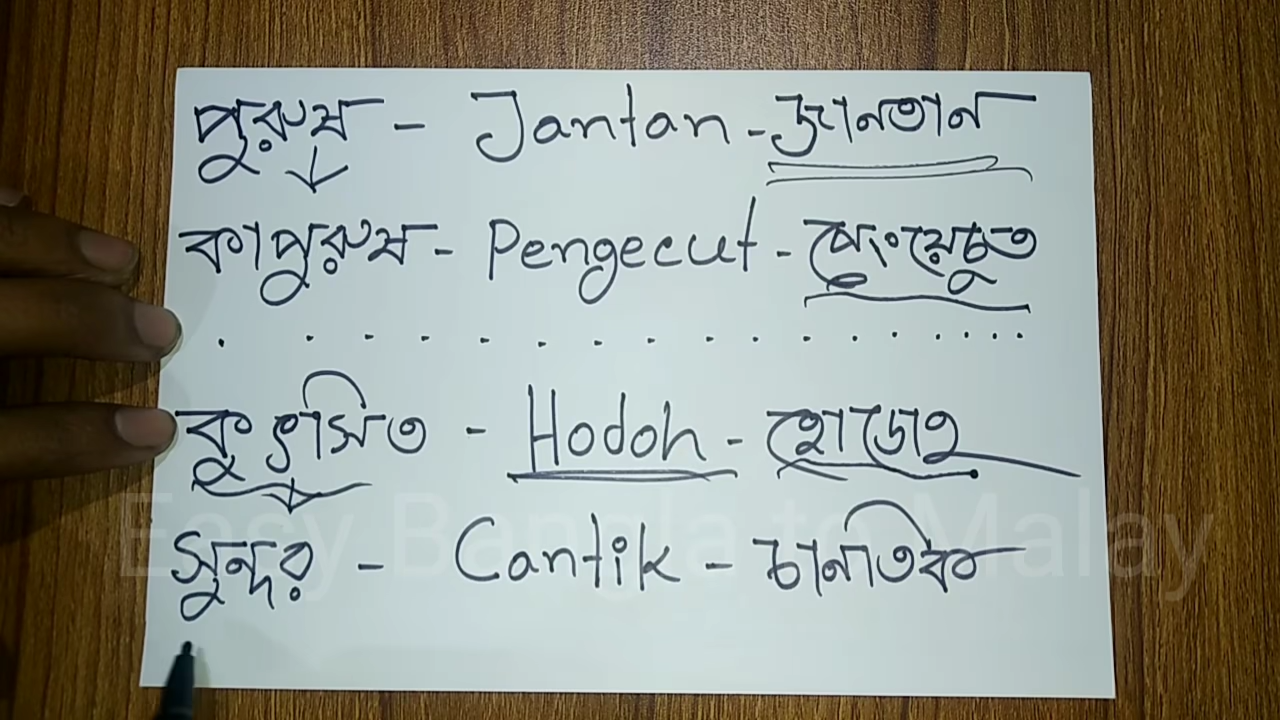 পুরুষ - Jantan - জানতান
কাপুরুষ - Pengecut - পেংয়েচুত
কুৎসিত - Hodoh - হোডোহ
সুন্দর - Cantik - চানতিক
Easy Bangla to Malay